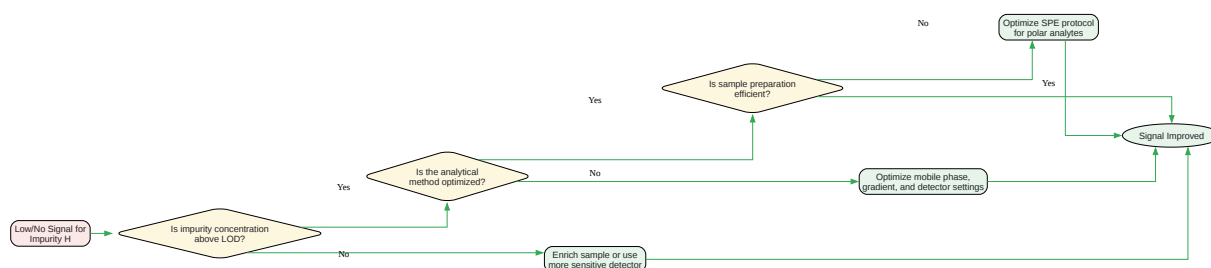 No
Optimize SPE protocol
for polar analytes
Is sample preparation
efficient?
Yes
Yes
Signal Improved
Is the analytical
method optimized?
No
Optimize mobile phase,
gradient, and detector settings
Yes
Low/No Signal for
Impurity H
Is impurity concentration
above LOD?
No
Enrich sample or use
more sensitive detector